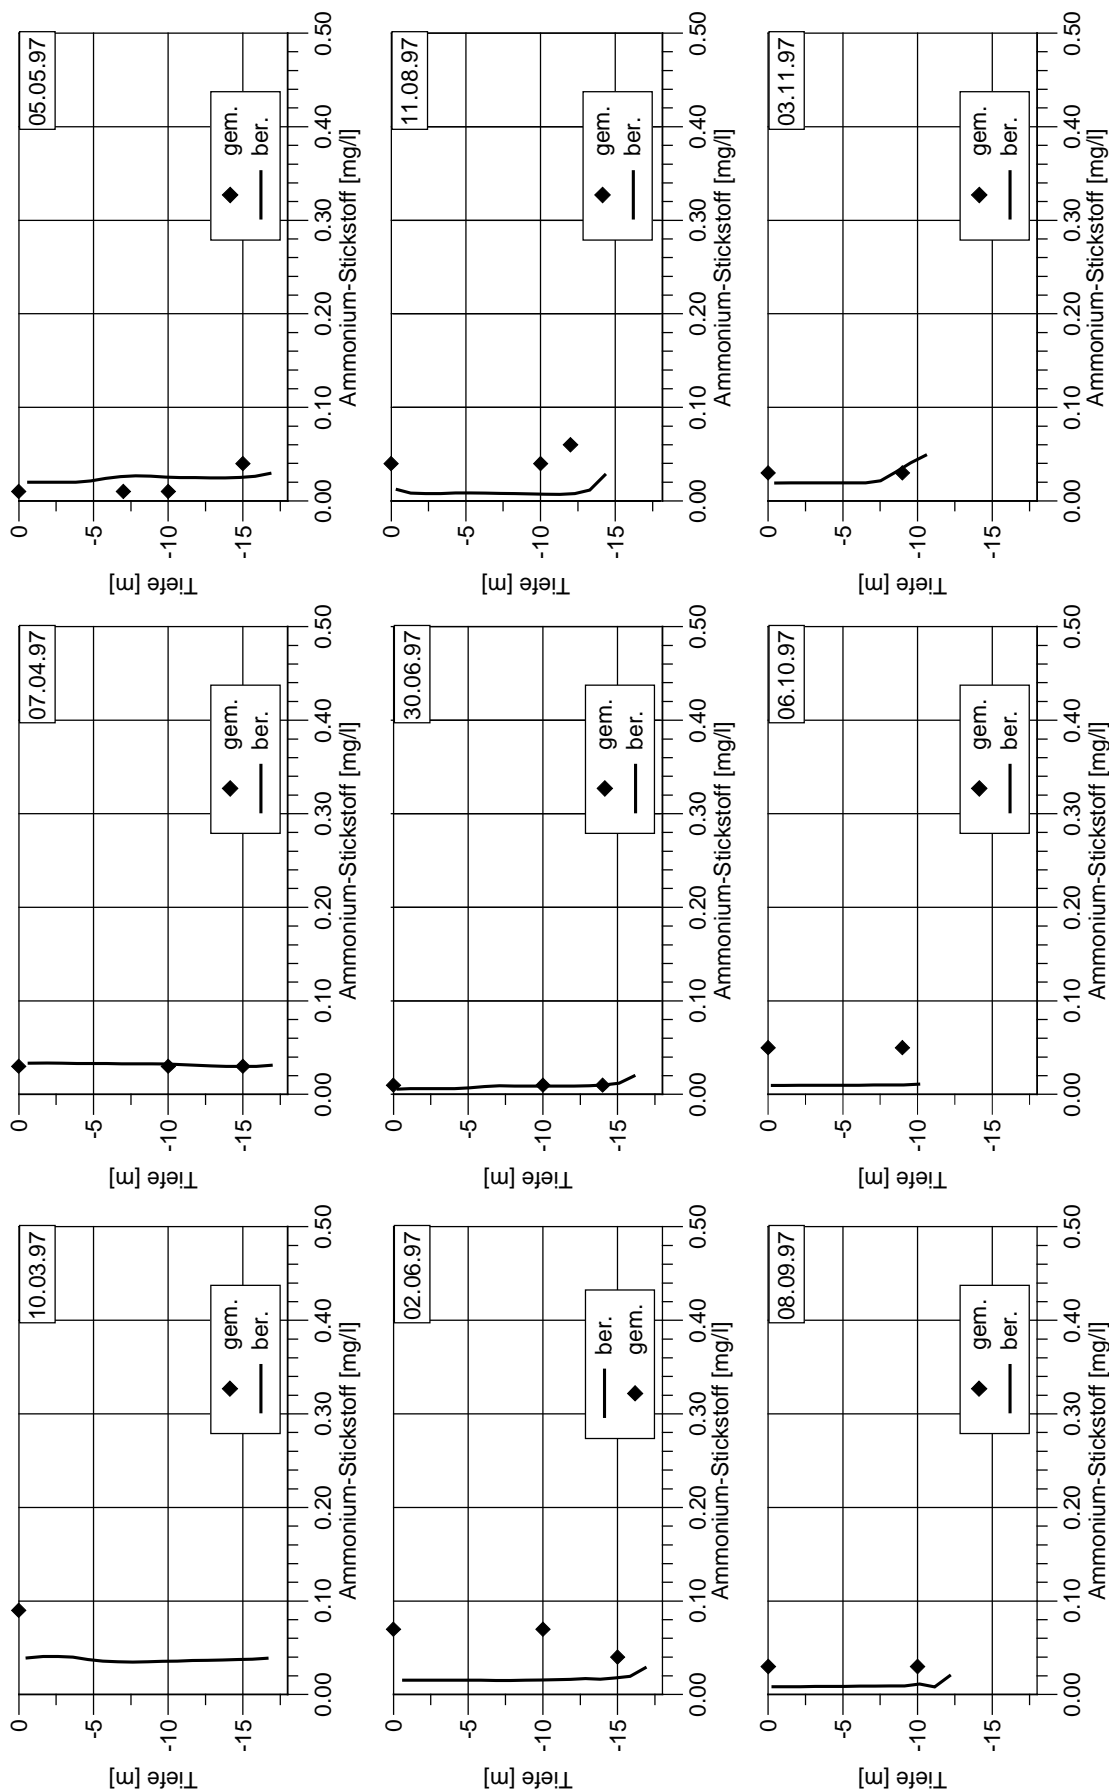 10.03.97
0
-5
-10
-15
Tiefe [m]
0.00 0.10 0.20 0.30 0.40 0.50
Ammonium-Stickstoff [mg/l]
gem.
ber.
07.04.97
0
-5
-10
-15
Tiefe [m]
0.00 0.10 0.20 0.30 0.40 0.50
Ammonium-Stickstoff [mg/l]
gem.
ber.
05.05.97
0
-5
-10
-15
Tiefe [m]
0.00 0.10 0.20 0.30 0.40 0.50
Ammonium-Stickstoff [mg/l]
gem.
ber.
02.06.97
0
-5
-10
-15
Tiefe [m]
0.00 0.10 0.20 0.30 0.40 0.50
Ammonium-Stickstoff [mg/l]
ber.
gem.
30.06.97
0
-5
-10
-15
Tiefe [m]
0.00 0.10 0.20 0.30 0.40 0.50
Ammonium-Stickstoff [mg/l]
gem.
ber.
11.08.97
0
-5
-10
-15
Tiefe [m]
0.00 0.10 0.20 0.30 0.40 0.50
Ammonium-Stickstoff [mg/l]
gem.
ber.
08.09.97
0
-5
-10
-15
Tiefe [m]
0.00 0.10 0.20 0.30 0.40 0.50
Ammonium-Stickstoff [mg/l]
gem.
ber.
06.10.97
0
-5
-10
-15
Tiefe [m]
0.00 0.10 0.20 0.30 0.40 0.50
Ammonium-Stickstoff [mg/l]
gem.
ber.
03.11.97
0
-5
-10
-15
Tiefe [m]
0.00 0.10 0.20 0.30 0.40 0.50
Ammonium-Stickstoff [mg/l]
gem.
ber.